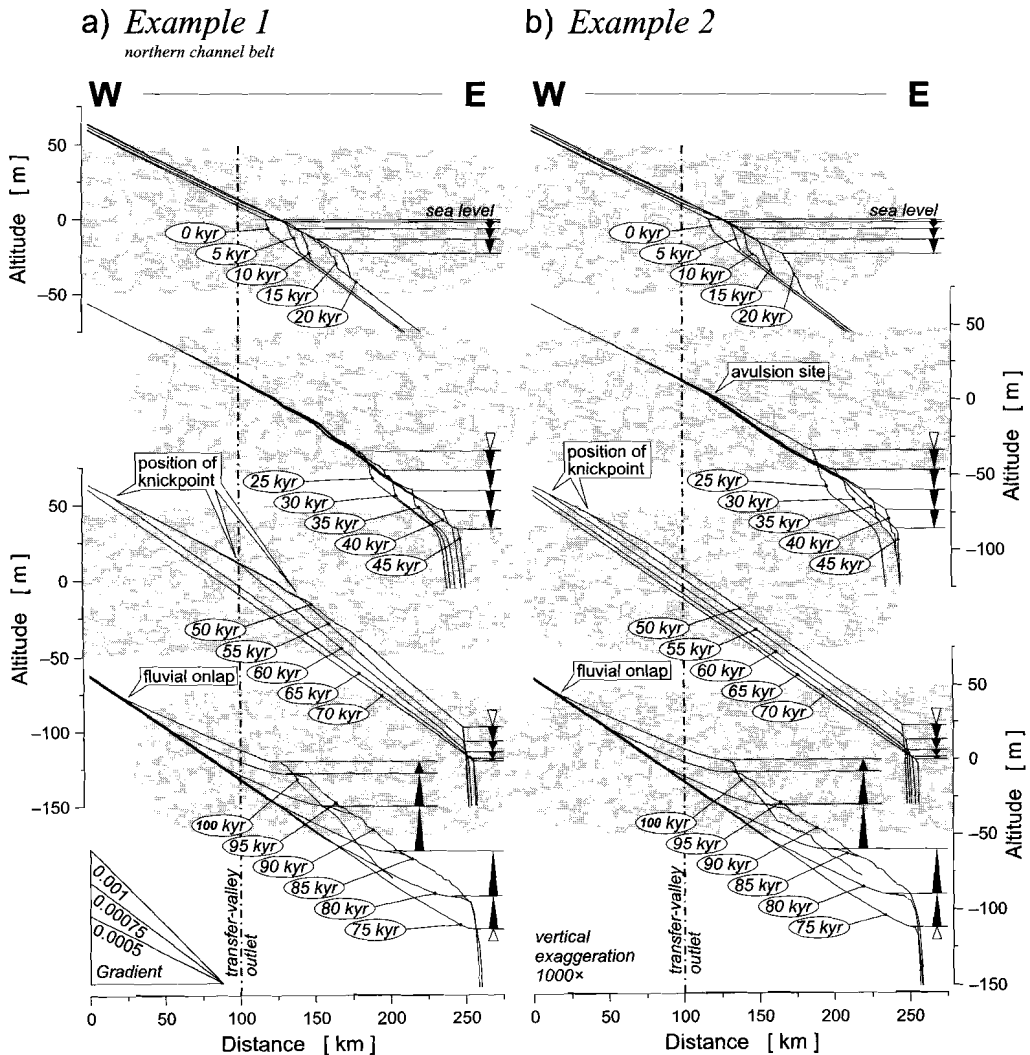 a) Example 1
northern channel belt
b) Example 2
W E
W E
Altitude [ m ]
50
0
−50
sea level
0 kyr
5 kyr
10 kyr
15 kyr
20 kyr
sea level
0 kyr
5 kyr
10 kyr
15 kyr
20 kyr
25 kyr
30 kyr
35 kyr
40 kyr
45 kyr
avulsion site
25 kyr
30 kyr
35 kyr
40 kyr
45 kyr
50
0
−50
−100
Altitude [ m ]
position of
knickpoint
50 kyr
55 kyr
60 kyr
65 kyr
70 kyr
Altitude [ m ]
50
0
−50
−100
−150
position of
knickpoint
50 kyr
55 kyr
60 kyr
65 kyr
70 kyr
fluvial onlap
100 kyr
95 kyr
90 kyr
85 kyr
80 kyr
75 kyr
fluvial onlap
100 kyr
95 kyr
90 kyr
85 kyr
80 kyr
75 kyr
50
0
−50
−100
−150
Altitude [ m ]
0.001
0.00075
0.0005
Gradient
transfer-valley
outlet
vertical
exaggeration
1000×
transfer-valley
outlet
0 50 100 150 200 250
Distance [ km ]
0 50 100 150 200 250
Distance [ km ]